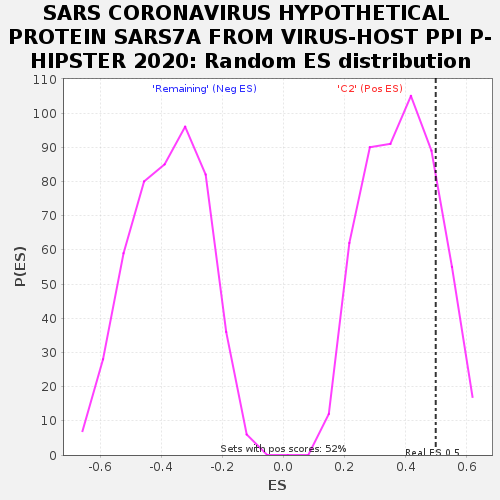 SARS CORONAVIRUS HYPOTHETICAL
PROTEIN SARS7A FROM VIRUS-HOST PPI P-
HIPSTER 2020: Random ES distribution
'Remaining' (Neg ES)
'C2' (Pos ES)
110
100
90
80
70
60
50
40
30
20
10
0
P(ES)
Sets with pos scores: 52%
Real ES 0.5
-0.6
-0.4
-0.2
0.0
0.2
0.4
0.6
ES